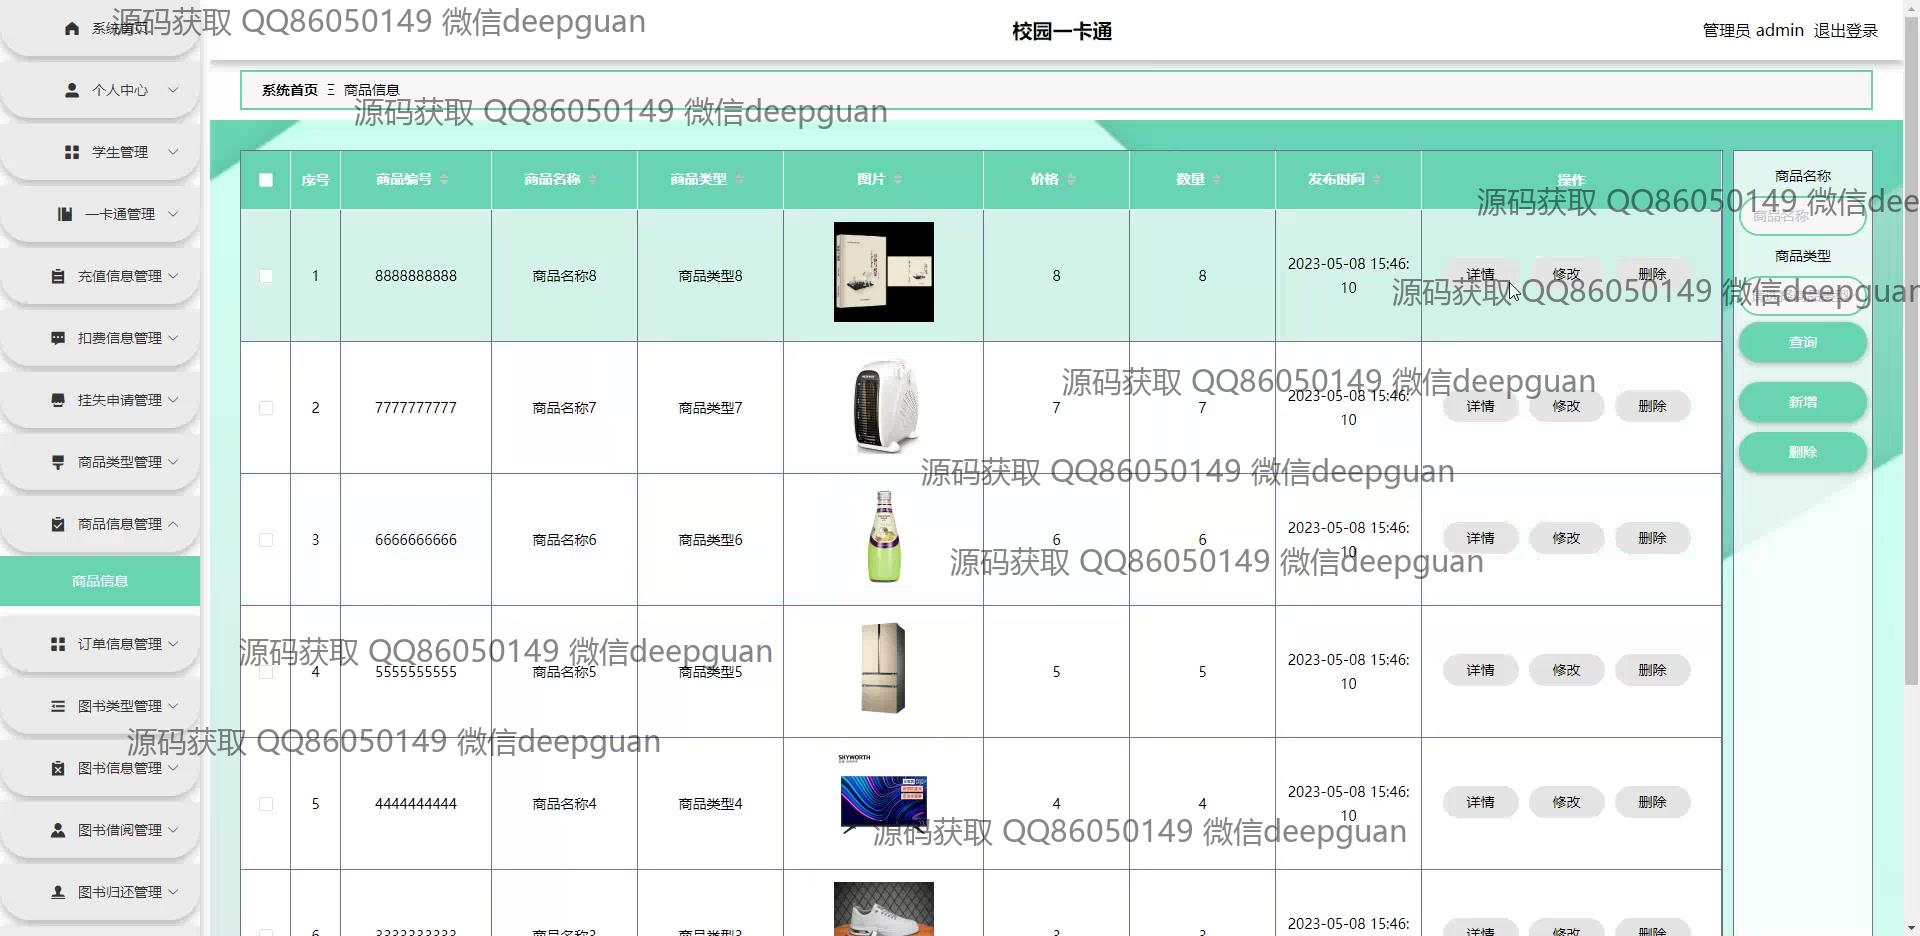 系统首页
个人中心
学生管理
一卡通管理
充值信息管理
扣费信息管理
挂失申请管理
商品类型管理
商品信息管理
商品信息
订单信息管理
图书类型管理
图书信息管理
图书借阅管理
图书归还管理
校园一卡通
管理员 admin 退出登录
系统首页 Ξ 商品信息
序号 商品编号 商品名称 商品类型 图片 价格 数量 发布时间 操作
1 8888888888 商品名称8 商品类型8 8 8 2023-05-08 15:46:
10
详情 修改 删除
2 7777777777 商品名称7 商品类型7 7 7 2023-05-08 15:46:
10
详情 修改 删除
3 6666666666 商品名称6 商品类型6 6 6 2023-05-08 15:46:
10
详情 修改 删除
4 5555555555 商品名称5 商品类型5 5 5 2023-05-08 15:46:
10
详情 修改 删除
SKYWORTH
5 4444444444 商品名称4 商品类型4 4 4 2023-05-08 15:46:
10
详情 修改 删除
6 3333333333 商品名称3 商品类型3 3 3 2023-05-08 15:46:
详情 修改 删除
商品名称
商品名称
商品类型
查询
新增
删除
源码获取 QQ86050149 微信deepguan
源码获取 QQ86050149 微信deepguan
源码获取 QQ86050149 微信deepguan
源码获取 QQ86050149 微信deepguan
源码获取 QQ86050149 微信deepguan
源码获取 QQ86050149 微信deepguan
源码获取 QQ86050149 微信deepguan
源码获取 QQ86050149 微信deepguan
源码获取 QQ86050149 微信deepguan
源码获取 QQ86050149 微信deepguan